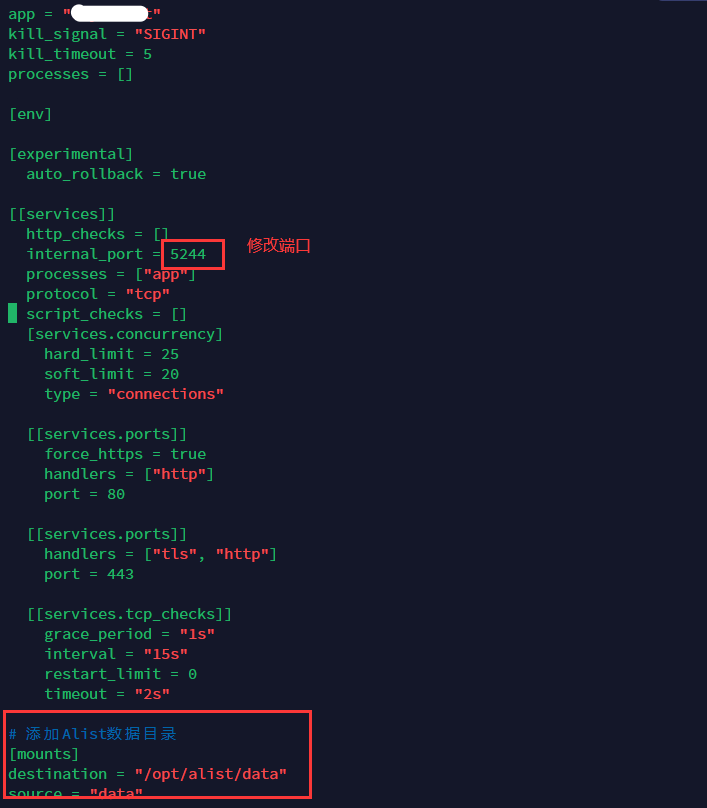 app = "t"
kill_signal = "SIGINT"
kill_timeout = 5
processes = []
[env]
[experimental]
auto_rollback = true
[[services]]
http_checks = []
internal_port = 5244
修改端口
processes = ["app"]
protocol = "tcp"
script_checks = []
[services.concurrency]
hard_limit = 25
soft_limit = 20
type = "connections"
[[services.ports]]
force_https = true
handlers = ["http"]
port = 80
[[services.ports]]
handlers = ["tls", "http"]
port = 443
[[services.tcp_checks]]
grace_period = "1s"
interval = "15s"
restart_limit = 0
timeout = "2s"
# 添加Alist数据目录
[mounts]
destination = "/opt/alist/data"
source = "data"